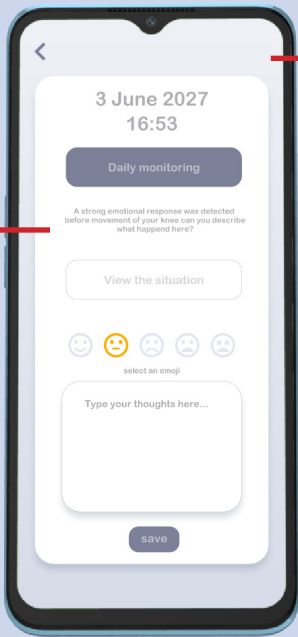 3 June 2027
16:53
Daily monitoring
A strong emotional response was detected
before movement of your knee can you describe
what happend here?
View the situation
select an emoji
Type your thoughts here...
save